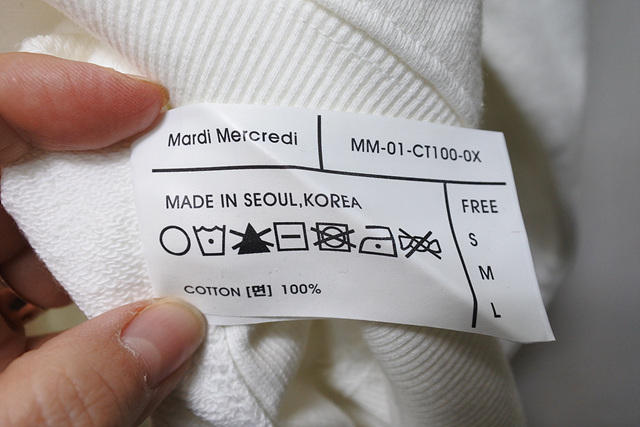 Mardi Mercredi
MM-01-CT100-0X
MADE IN SEOUL,KOREA
COTTON [면] 100%
FREE
S
M
L